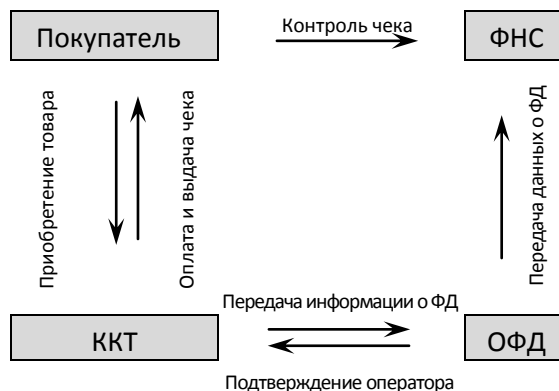 Покупатель
Контроль чека
ФНС
Приобретение товара
Оплата и выдача чека
Передача данных о ФД
Передача информации о ФД
ККТ
ОФД
Подтверждение оператора